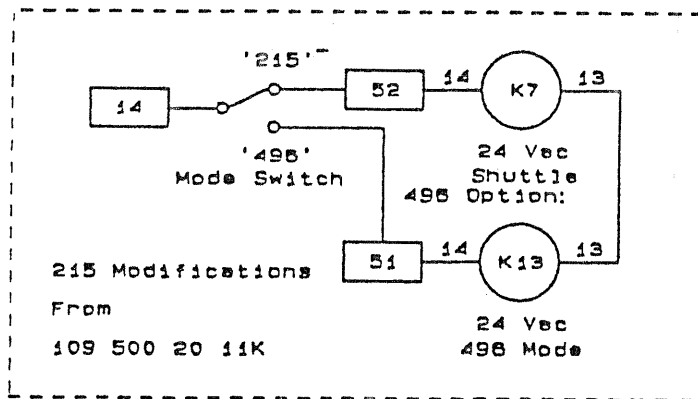 '215'
14
52
14
K7
13
'496'
Mode Switch
24 Vac
Shuttle
496 Option:
51
14
K13
13
215 Modifications
From
109 500 20 11K
24 Vac
496 Mode